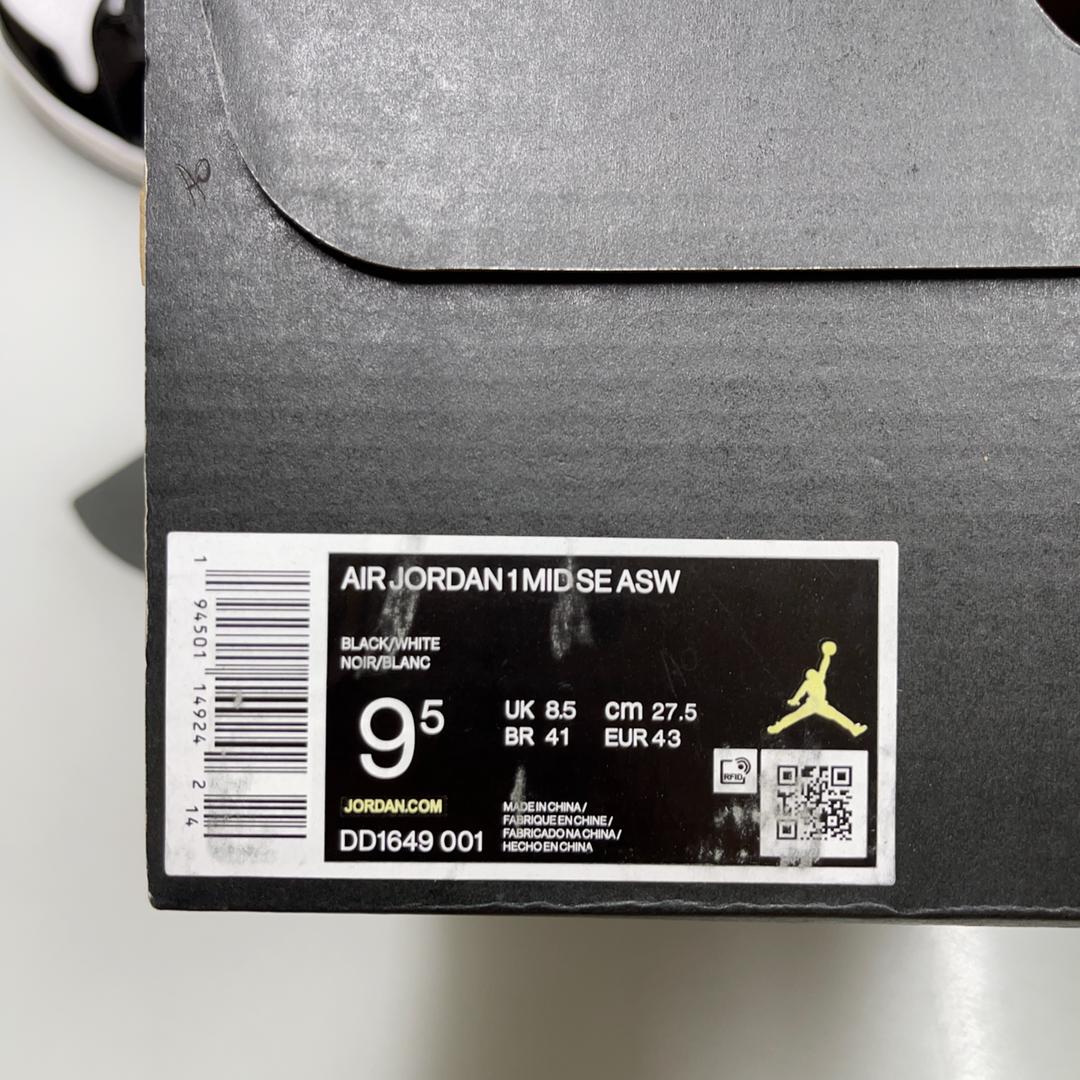 AIR JORDAN 1 MID SE ASW
BLACK/WHITE
NOIR/BLANC
9 5
UK 8.5 cm 27.5
BR 41 EUR 43
RFID
JORDAN.COM
DD1649 001
MADE IN CHINA /
FABRIQUE EN CHINE /
FABRICADO NA CHINA /
HECHO EN CHINA
1 94501 14924 2 14